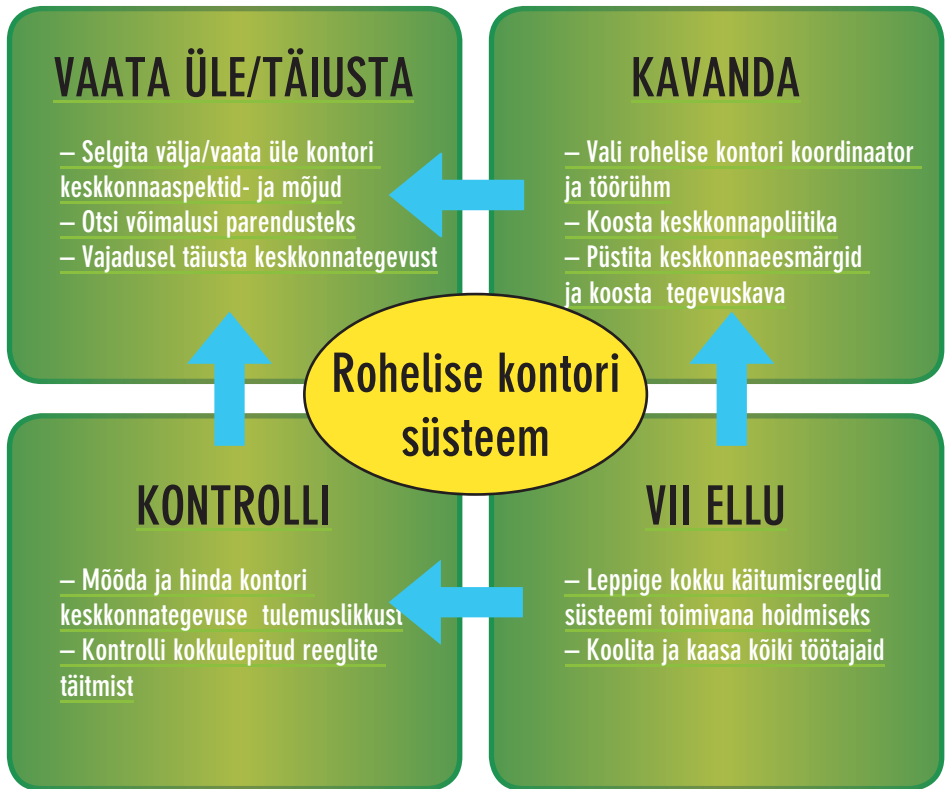 VAATA ÜLE/TÄIUSTA
– Selgita välja/vaata üle kontori
keskkonnaaspektid- ja mõjud
– Otsi võimalusi parendusteks
– Vajadusel täiusta keskkonnategevust
KAVANDA
– Vali rohelise kontori koordinaator
ja töörühm
– Koosta keskkonnapoliitika
– Püstita keskkonnaeesmärgid
ja koosta tegevuskava
Rohelise kontori
süsteem
KONTROLLI
– Mõõda ja hinda kontori
keskkonnategevuse tulemuslikkust
– Kontrolli kokkulepitud reeglite
täitmist
VII ELLU
– Leppige kokku käitumisreeglid
süsteemi toimivana hoidmiseks
– Koolita ja kaasa kõiki töötajaid